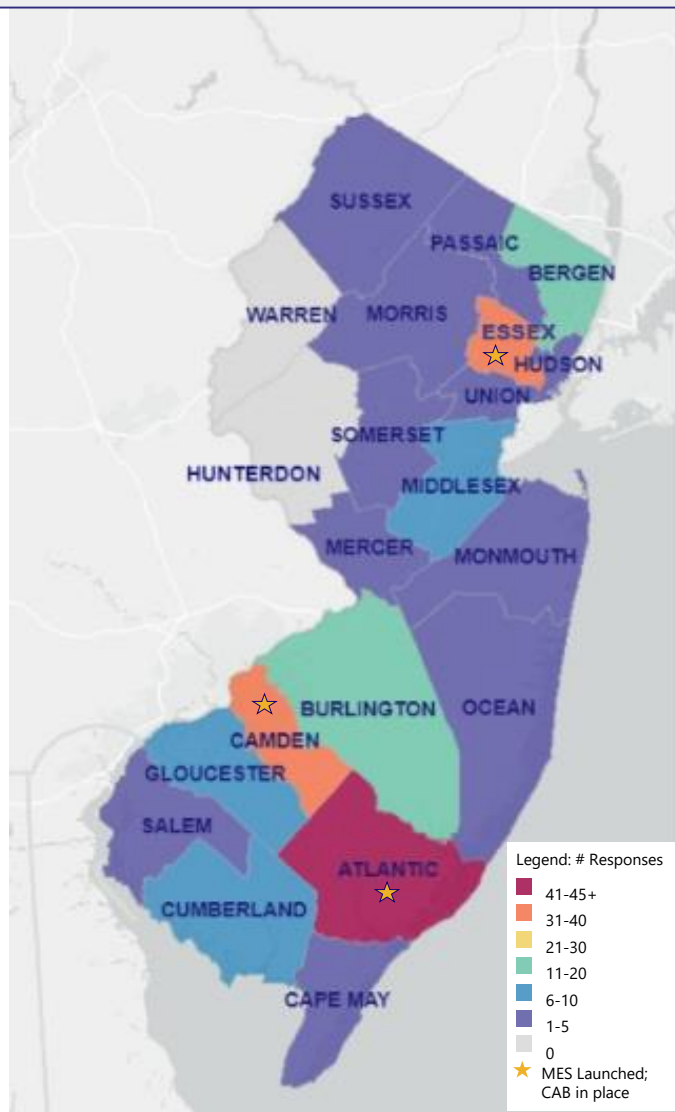 SUSSEX
PASSAIC
BERGEN
WARREN
MORRIS
ESSEX
HUDSON
UNION
SOMERSET
HUNTERDON
MIDDLESEX
MERCER
MONMOUTH
BURLINGTON
OCEAN
CAMDEN
GLOUCESTER
SALEM
ATLANTIC
CUMBERLAND
CAPE MAY
Legend: # Responses
41-45+
31-40
21-30
11-20
6-10
1-5
0
MES Launched;
CAB in place